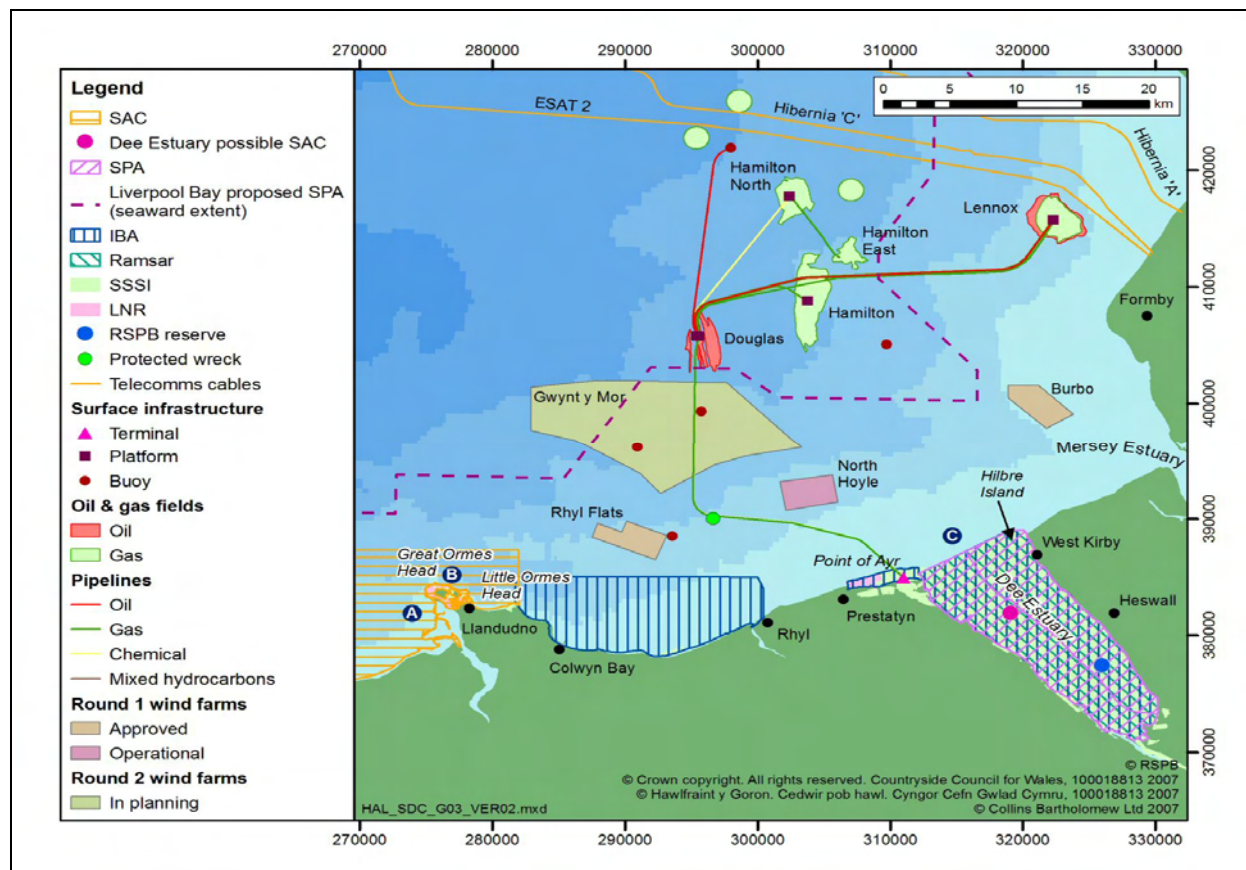 270000 280000 290000 300000 310000 320000 330000
Legend
SAC
Dee Estuary possible SAC
SPA
Liverpool Bay proposed SPA
(seaward extent)
IBA
Ramsar
SSSI
LNR
RSPB reserve
Protected wreck
Telecomms cables
Surface infrastructure
Terminal
Platform
Buoy
Oil & gas fields
Oil
Gas
Pipelines
Oil
Gas
Chemical
Mixed hydrocarbons
Round 1 wind farms
Approved
Operational
Round 2 wind farms
In planning
0 5 10 15 20
km
ESAT 2
Hibernia 'C'
Hibernia 'A'
Hamilton
North
Lennox
Hamilton
East
Hamilton
Formby
Douglas
Gwynt y Mor
Burbo
Mersey Estuary
North
Hoyle
Hilbre
Island
Rhyl Flats
C
West Kirby
Great Ormes
Head
B
Little Ormes
Head
Point of Ayr
A
Llandudno
Prestatyn
Dee Estuary
Heswall
Rhyl
Colwyn Bay
420000
410000
400000
390000
380000
370000
© RSPB
© Crown copyright. All rights reserved. Countryside Council for Wales, 100018813 2007
© Hawlfraint y Goron. Cedwir pob hawl. Cyngor Cefn Gwlad Cymru, 100018813 2007
HAL_SDC_G03_VER02.mxd
© Collins Bartholomew Ltd 2007
270000 280000 290000 300000 310000 320000 330000